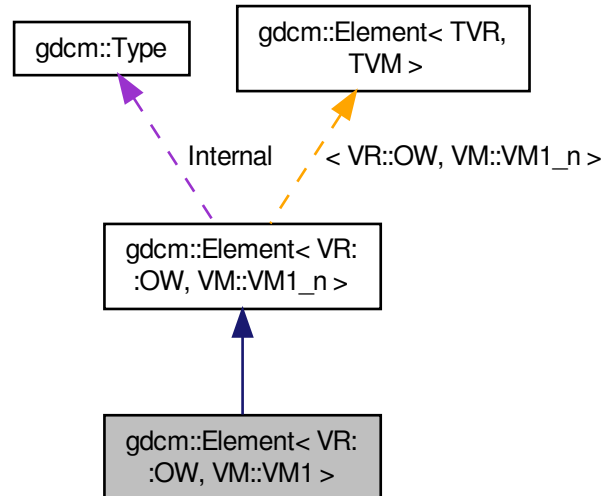 gdcm::Type
gdcm::Element< TVR,
TVM >
Internal
< VR::OW, VM::VM1_n >
gdcm::Element< VR:
:OW, VM::VM1_n >
gdcm::Element< VR:
:OW, VM::VM1 >